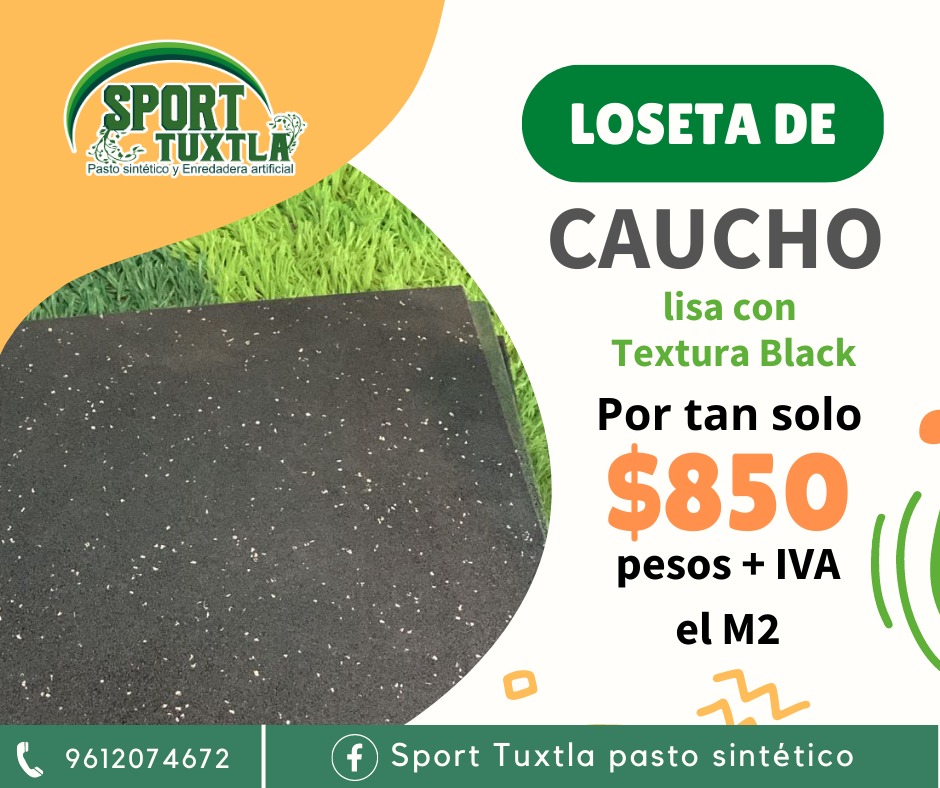 SPORT
TUXTLA
Pasto sintético y Enredadera artificial
LOSETA DE
CAUCHO
lisa con
Textura Black
Por tan solo
$850
pesos + IVA
el M2
9612074672
Sport Tuxtla pasto sintético